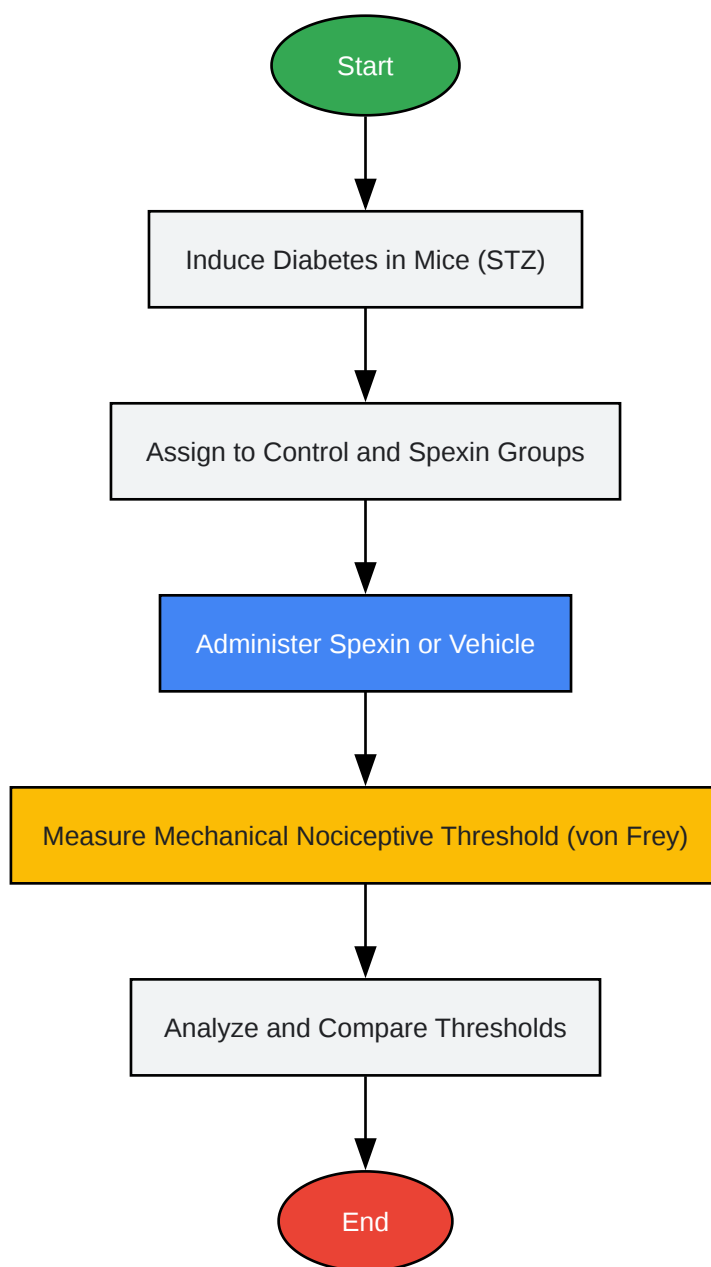 Start
Induce Diabetes in Mice (STZ)
Assign to Control and Spexin Groups
Administer Spexin or Vehicle
Measure Mechanical Nociceptive Threshold (von Frey)
Analyze and Compare Thresholds
End